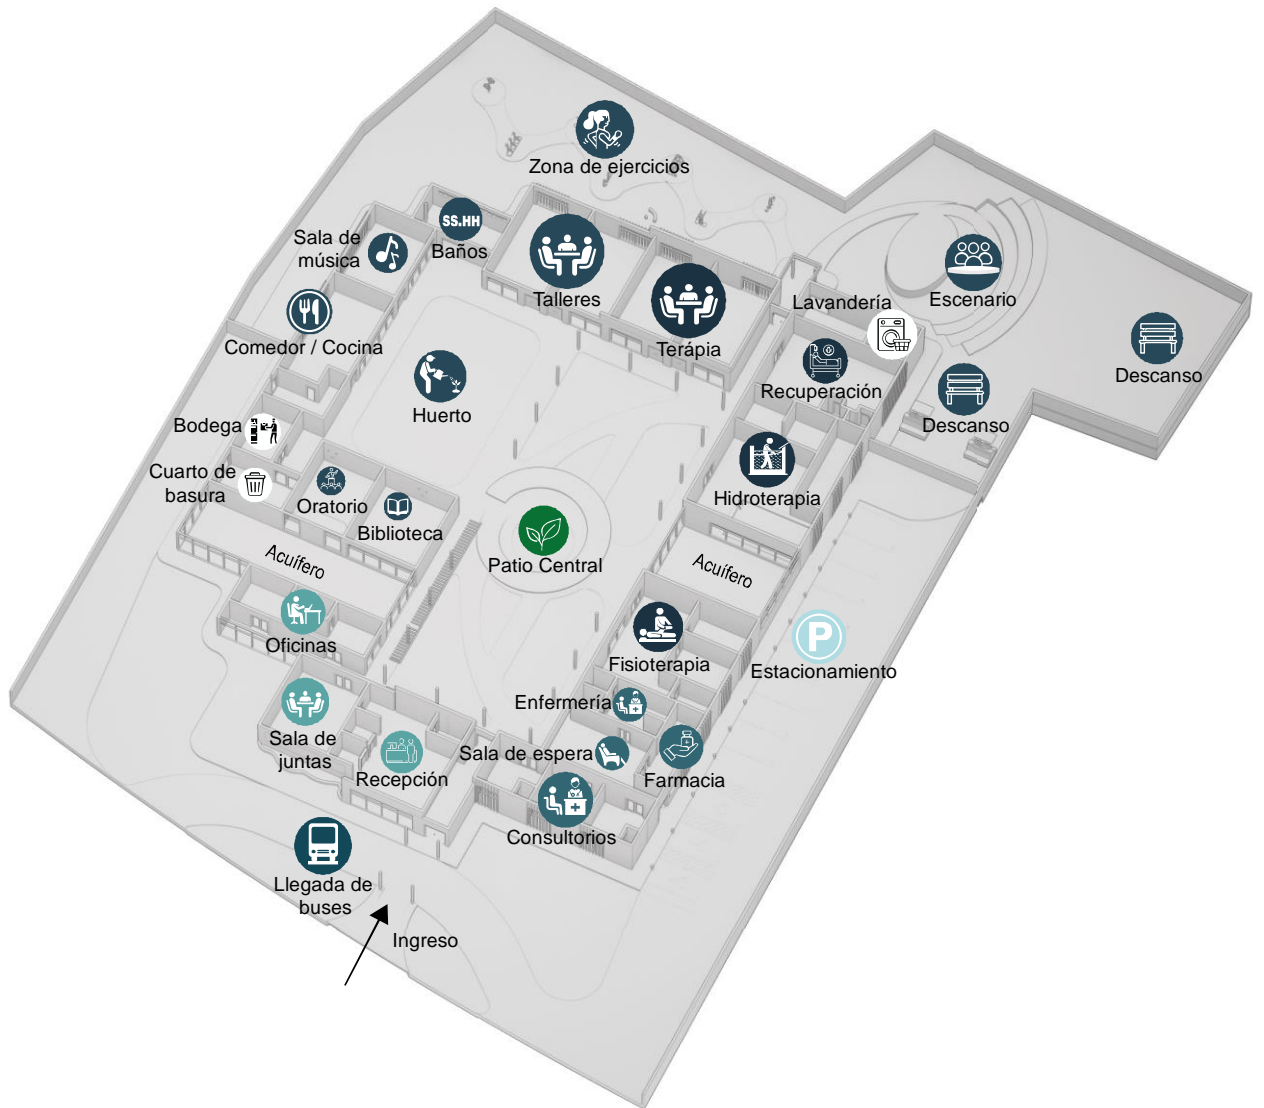 Zona de ejercicios
SS.HH
Baños
Sala de
música
Talleres
Terápia
Lavandería
Escenario
Comedor / Cocina
Huerto
Recuperación
Descanso
Descanso
Bodega
Cuarto de
basura
Oratorio
Biblioteca
Hidroterapia
Patio Central
Acuífero
Acuífero
Oficinas
Fisioterapia
P
Estacionamiento
Enfermería
Sala de
juntas
Recepción
Sala de espera
Farmacia
Consultorios
Llegada de
buses
Ingreso